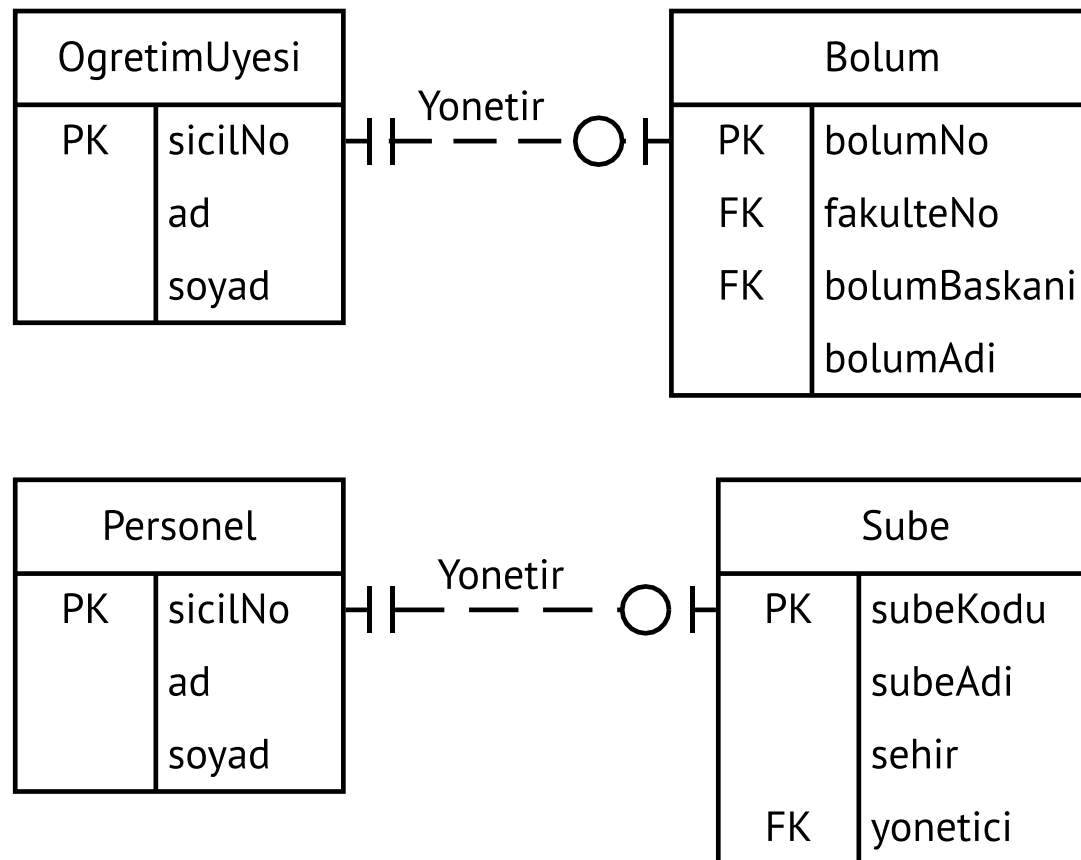 OgretimUyesi
PK sicilNo
ad
soyad
Yonetir
Bolum
PK bolumNo
FK fakulteNo
FK bolumBaskani
bolumAdi
Personel
PK sicilNo
ad
soyad
Yonetir
Sube
PK subeKodu
subeAdi
sehir
FK yonetici